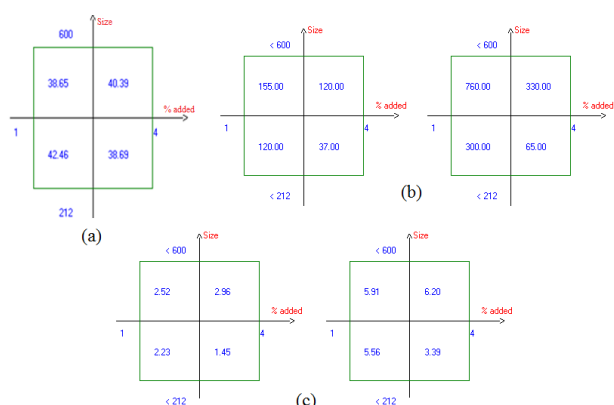 Size
600
38.65 40.39
% added
1 4
42.46 38.69
212
(a)
Size
< 600
155.00 120.00
% added
1 4
120.00 37.00
< 212
Size
< 600
760.00 330.00
% added
1 4
300.00 65.00
< 212
(b)
Size
< 600
2.52 2.96
% added
1 4
2.23 1.45
< 212
Size
< 600
5.91 6.20
% added
1 4
5.56 3.39
< 212
(c)